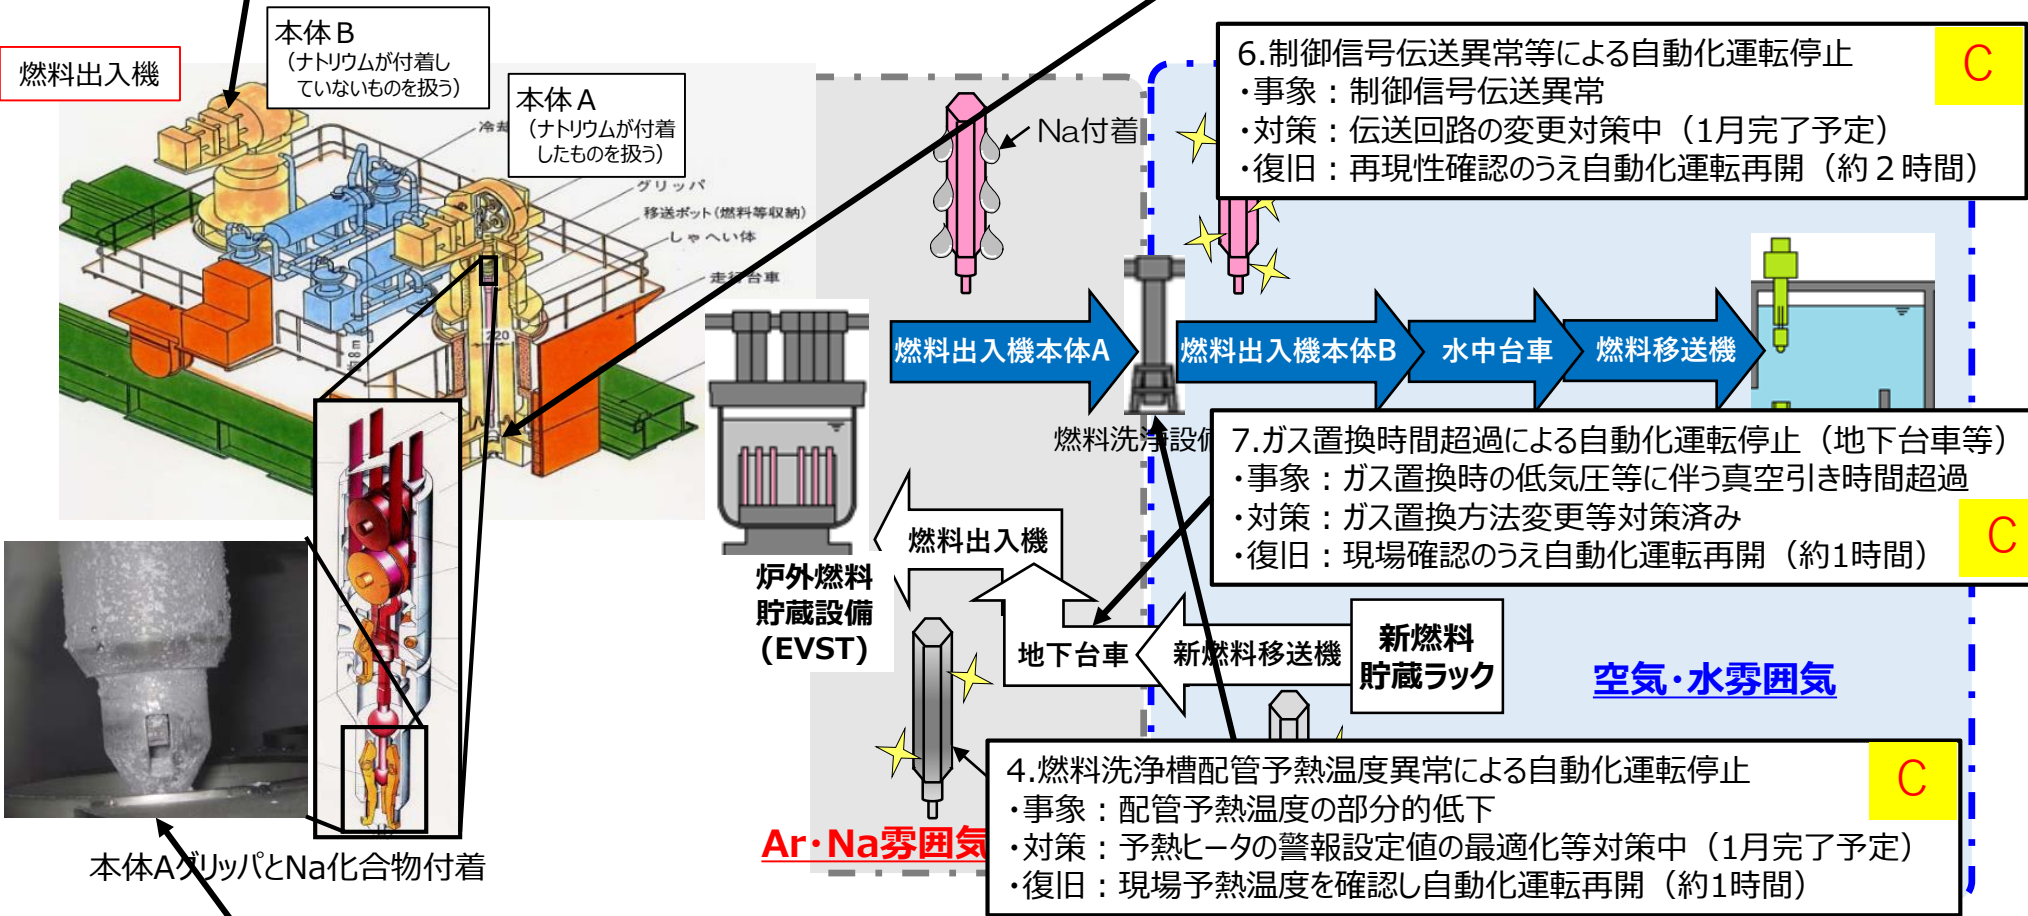 燃料出入機
本体B
（ナトリウムが付着し
ていないものを扱う）
本体A
（ナトリウムが付着
したものを扱う）
冷却
グリッパ
移送ポット(燃料等収納)
しゃへい体
走行台車
220
本体AグリッパとNa化合物付着
Na付着
6.制御信号伝送異常等による自動化運転停止
・事象：制御信号伝送異常
・対策：伝送回路の変更対策中（1月完了予定）
・復旧：再現性確認のうえ自動化運転再開（約２時間）
C
燃料出入機本体A
燃料出入機本体B
水中台車
燃料移送機
燃料洗浄設備
7.ガス置換時間超過による自動化運転停止（地下台車等）
・事象：ガス置換時の低気圧等に伴う真空引き時間超過
・対策：ガス置換方法変更等対策済み
・復旧：現場確認のうえ自動化運転再開（約1時間）
C
炉外燃料
貯蔵設備
(EVST)
燃料出入機
地下台車
新燃料移送機
新燃料
貯蔵ラック
空気・水雰囲気
Ar・Na雰囲気
4.燃料洗浄槽配管予熱温度異常による自動化運転停止
・事象：配管予熱温度の部分的低下
・対策：予熱ヒータの警報設定値の最適化等対策中（1月完了予定）
・復旧：現場予熱温度を確認し自動化運転再開（約1時間）
C